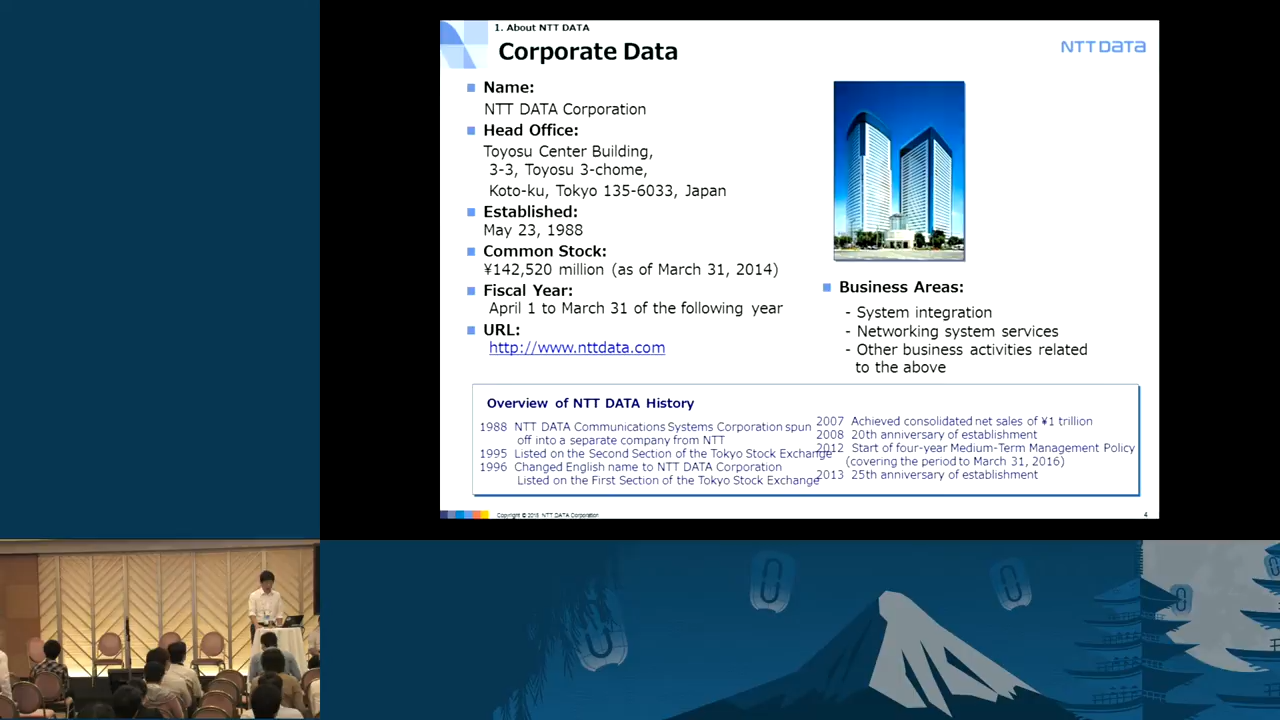 1. About NTT DATA
Corporate Data
NTT DATA
Name:
NTT DATA Corporation
Head Office:
Toyosu Center Building,
3-3, Toyosu 3-chome,
Koto-ku, Tokyo 135-6033, Japan
Established:
May 23, 1988
Common Stock:
¥142,520 million (as of March 31, 2014)
Fiscal Year:
April 1 to March 31 of the following year
URL:
http://www.nttdata.com
Business Areas:
- System integration
- Networking system services
- Other business activities related
to the above
Overview of NTT DATA History
1988 NTT DATA Communications Systems Corporation spun
off into a separate company from NTT
1995 Listed on the Second Section of the Tokyo Stock Exchange
1996 Changed English name to NTT DATA Corporation
Listed on the First Section of the Tokyo Stock Exchange
2007 Achieved consolidated net sales of ¥1 trillion
2008 20th anniversary of establishment
2012 Start of four-year Medium-Term Management Policy
(covering the period to March 31, 2016)
2013 25th anniversary of establishment
Copyright © 2015 NTT DATA Corporation
4